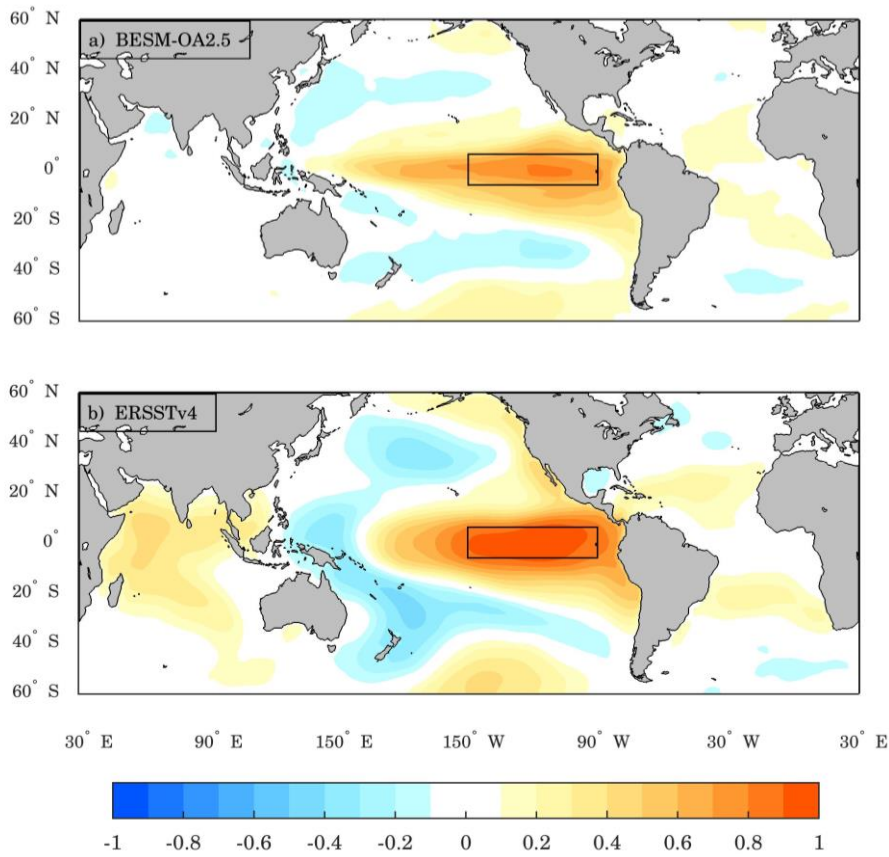 60° N
a) BESM-OA2.5
40° N
20° N
0°
20° S
40° S
60° S
60° N
b) ERSSTv4
40° N
20° N
0°
20° S
40° S
60° S
30° E 90° E 150° E 150° W 90° W 30° W 30° E
-1 -0.8 -0.6 -0.4 -0.2 0 0.2 0.4 0.6 0.8 1